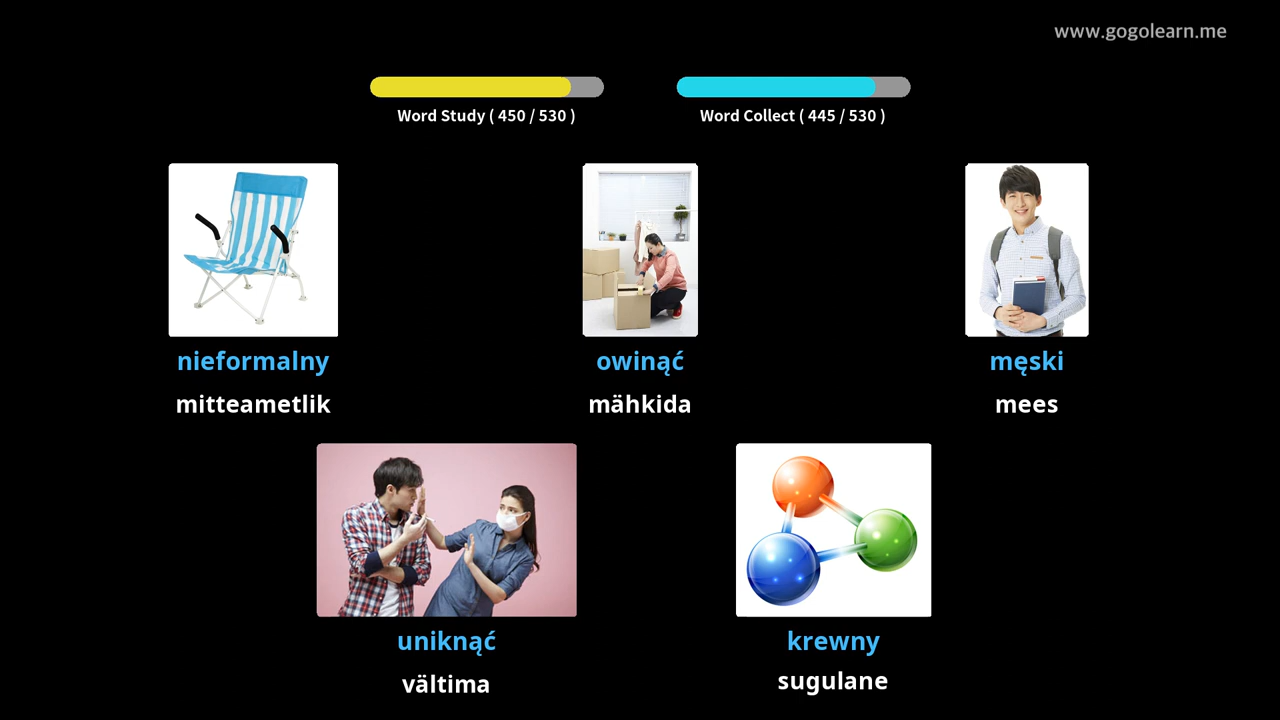 www.gogolearn.me
Word Study ( 450 / 530 )
Word Collect ( 445 / 530 )
nieformalny
mitteametlik
owinąć
mähkida
męski
mees
uniknąć
vältima
krewny
sugulane